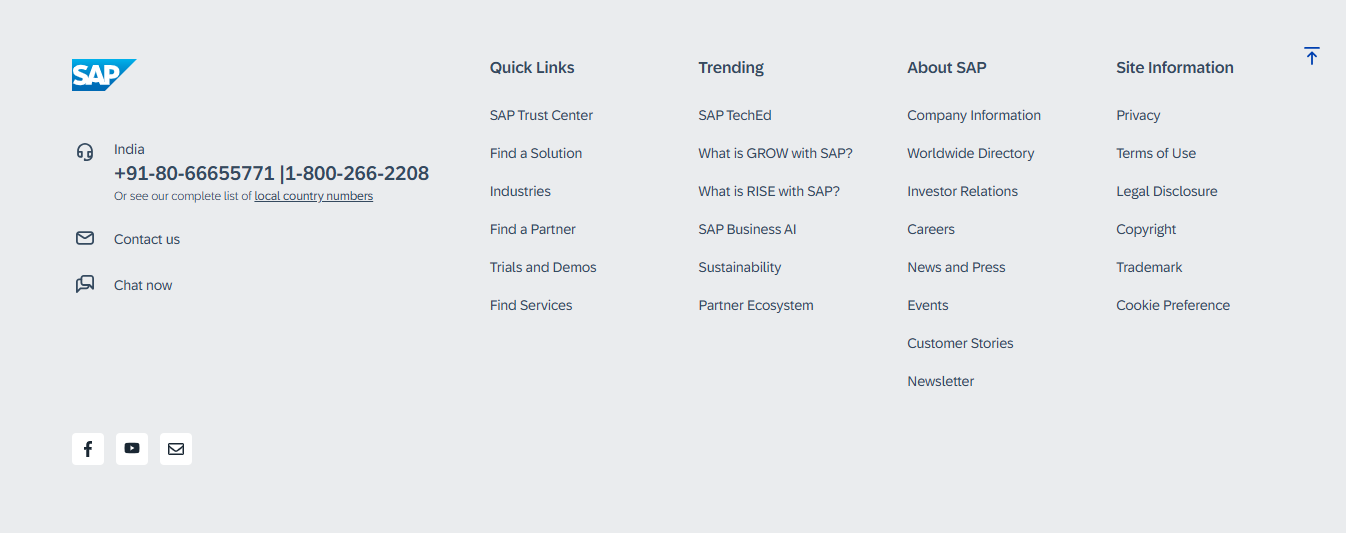 SAP
India
+91-80-66655771 |1-800-266-2208
Or see our complete list of local country numbers
Contact us
Chat now
Quick Links
SAP Trust Center
Find a Solution
Industries
Find a Partner
Trials and Demos
Find Services
Trending
SAP TechEd
What is GROW with SAP?
What is RISE with SAP?
SAP Business AI
Sustainability
Partner Ecosystem
About SAP
Company Information
Worldwide Directory
Investor Relations
Careers
News and Press
Events
Customer Stories
Newsletter
Site Information
Privacy
Terms of Use
Legal Disclosure
Copyright
Trademark
Cookie Preference